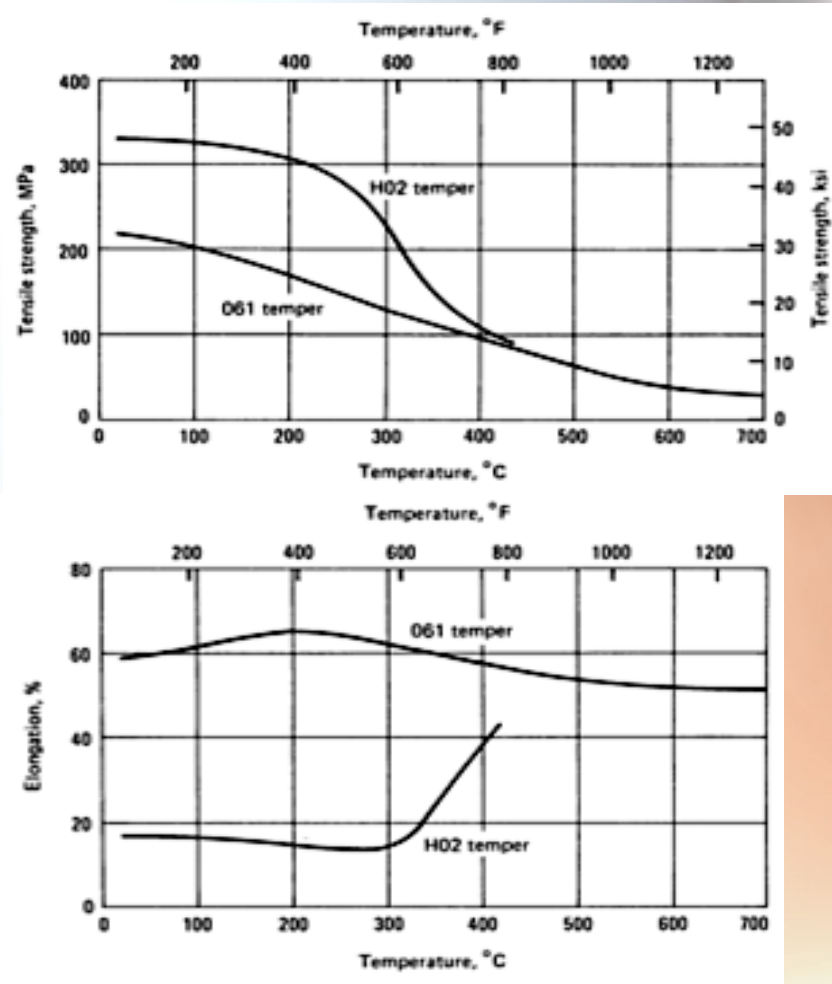 Temperature, °F
200 400 600 800 1000 1200
400
300
200
100
0
Tensile strength, MPa
H02 temper
061 temper
50
40
30
20
10
0
Tensile strength, ksi
0 100 200 300 400 500 600 700
Temperature, °C
Temperature, °F
200 400 600 800 1000 1200
80
60
40
20
0
Elongation, %
061 temper
H02 temper
0 100 200 300 400 500 600 700
Temperature, °C